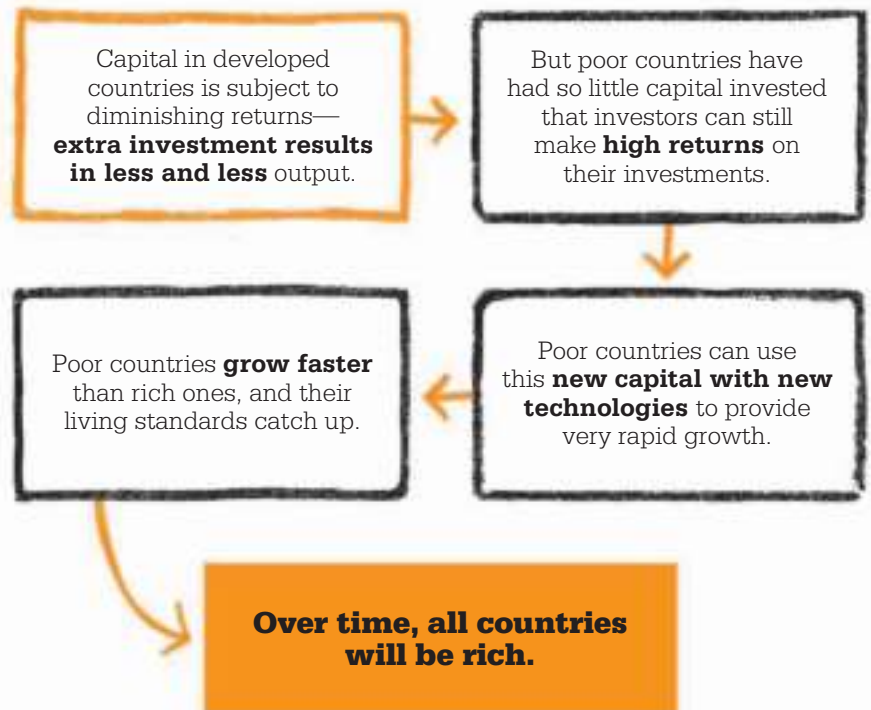 Capital in developed
countries is subject to
diminishing returns—
extra investment results
in less and less output.
But poor countries have
had so little capital invested
that investors can still
make high returns on
their investments.
Poor countries can use
this new capital with new
technologies to provide
very rapid growth.
Poor countries grow faster
than rich ones, and their
living standards catch up.
Over time, all countries
will be rich.